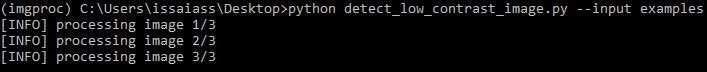 (imgproc) C:\Users\issaiass\Desktop>python detect_low_contrast_image.py --input examples
[INFO] processing image 1/3
[INFO] processing image 2/3
[INFO] processing image 3/3